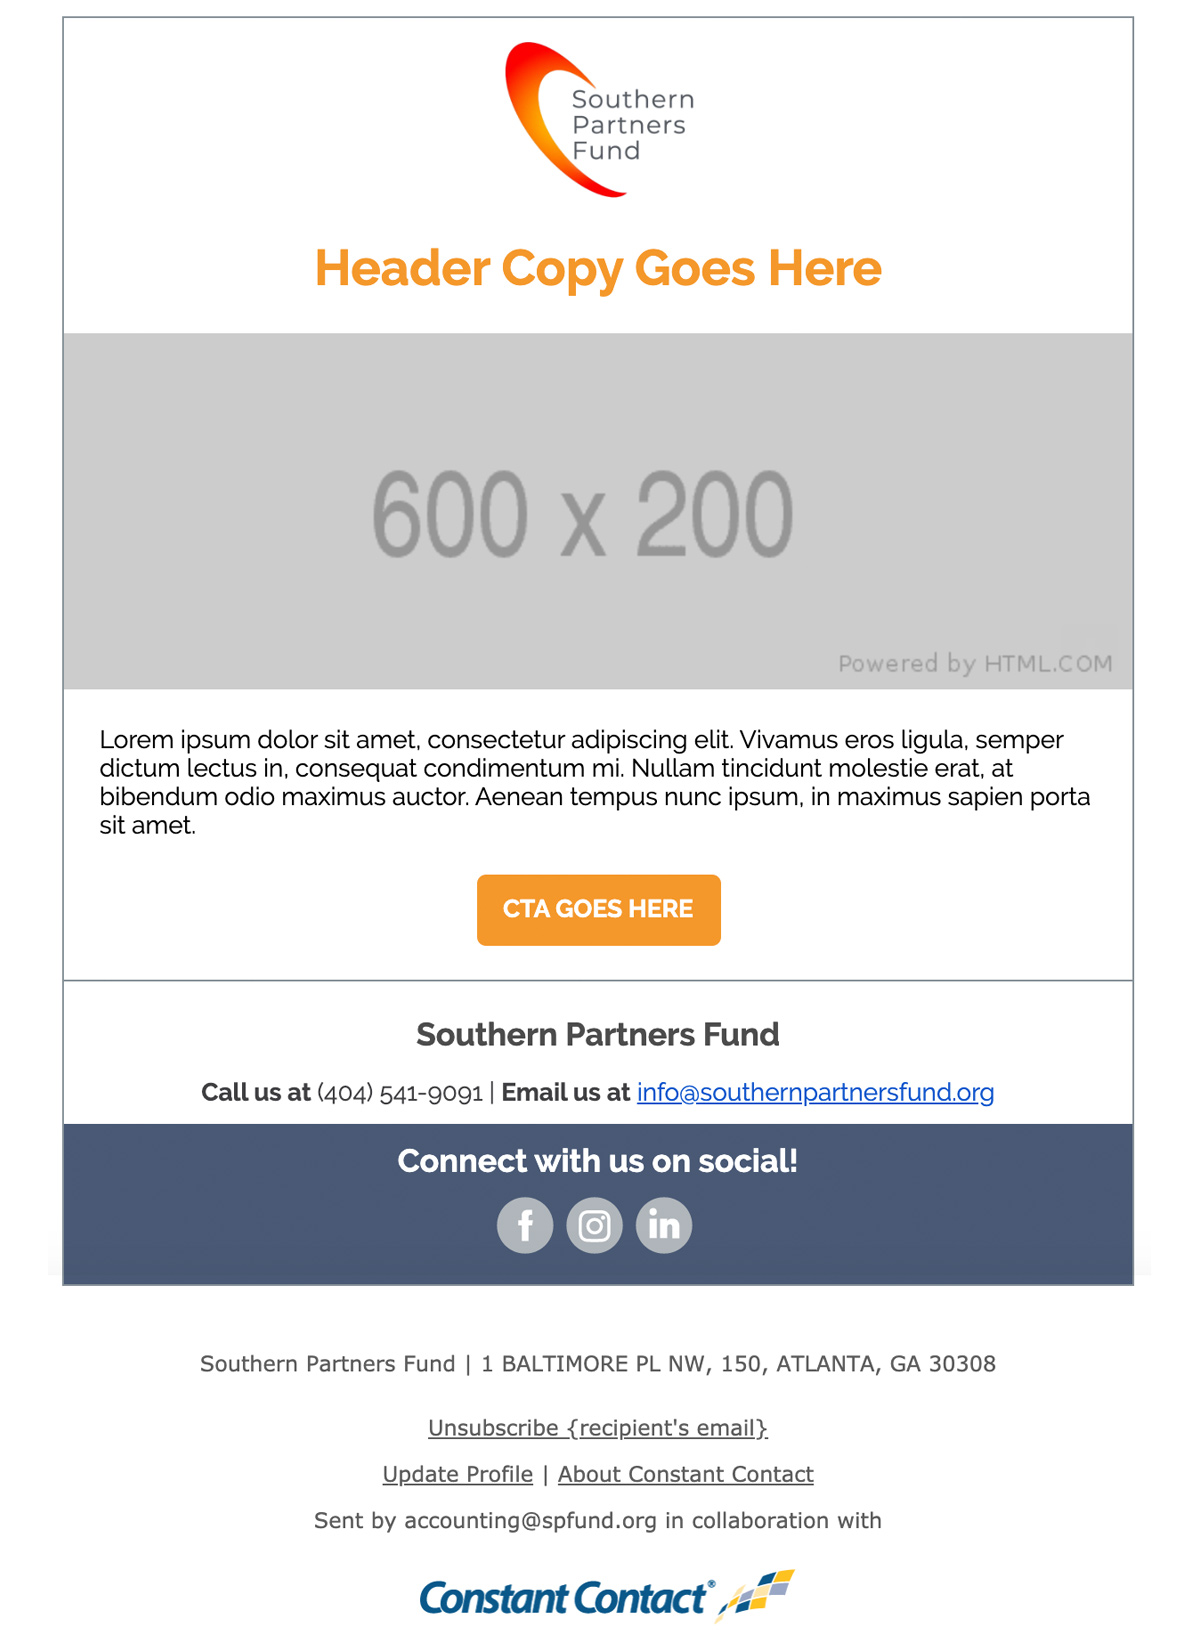 Southern
Partners
Fund
Header Copy Goes Here
600 x 200
Powered by HTML.COM
Lorem ipsum dolor sit amet, consectetur adipiscing elit. Vivamus eros ligula, semper
dictum lectus in, consequat condimentum mi. Nullam tincidunt molestie erat, at
bibendum odio maximus auctor. Aenean tempus nunc ipsum, in maximus sapien porta
sit amet.
CTA GOES HERE
Southern Partners Fund
Call us at (404) 541-9091 | Email us at info@southernpartnersfund.org
Connect with us on social!
f in
Southern Partners Fund | 1 BALTIMORE PL NW, 150, ATLANTA, GA 30308
Unsubscribe {recipient's email}
Update Profile | About Constant Contact
Sent by accounting@spfund.org in collaboration with
Constant Contact®